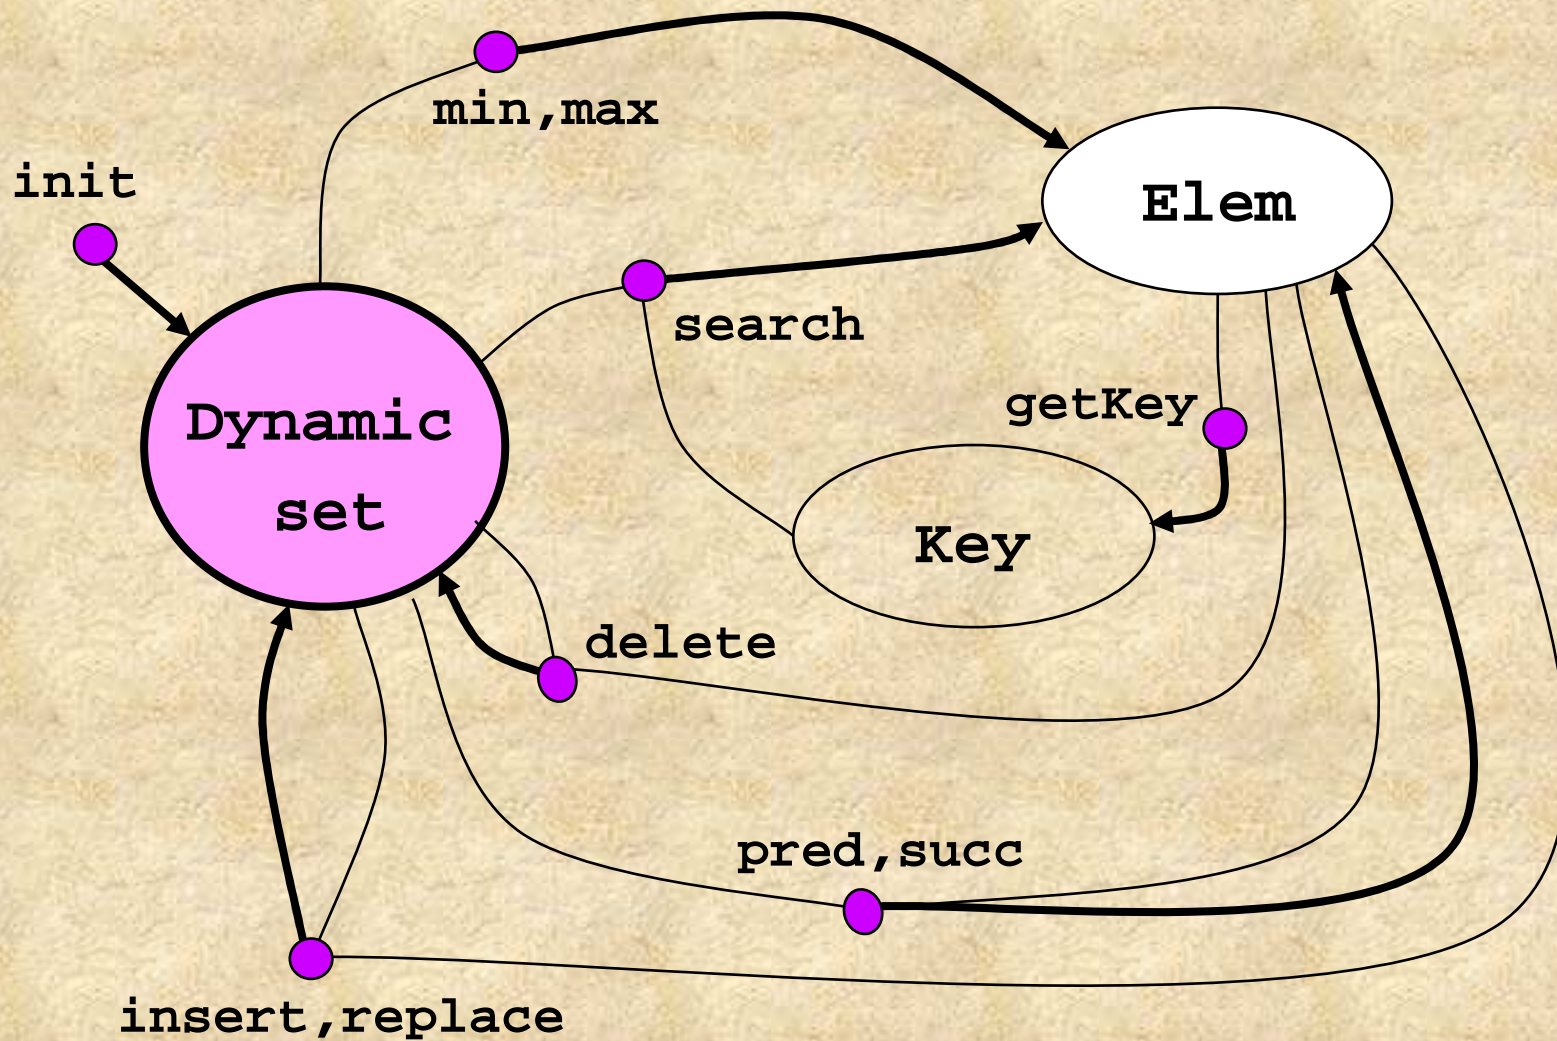 min,max
init
Elem
search
getKey
Dynamic
set
Key
delete
pred,succ
insert,replace